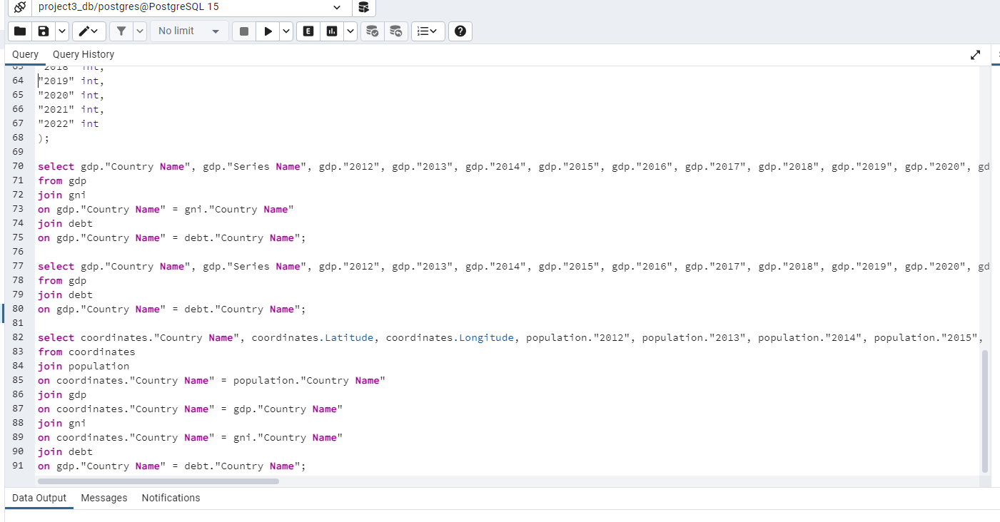 project3_db/postgres@PostgreSQL 15
No limit
E
Query Query History
64 "2019" int,
65 "2020" int,
66 "2021" int,
67 "2022" int
68 );
69
70 select gdp."Country Name", gdp."Series Name", gdp."2012", gdp."2013", gdp."2014", gdp."2015", gdp."2016", gdp."2017", gdp."2018", gdp."2019", gdp."2020", gd
71 from gdp
72 join gni
73 on gdp."Country Name" = gni."Country Name"
74 join debt
75 on gdp."Country Name" = debt."Country Name";
76
77 select gdp."Country Name", gdp."Series Name", gdp."2012", gdp."2013", gdp."2014", gdp."2015", gdp."2016", gdp."2017", gdp."2018", gdp."2019", gdp."2020", gd
78 from gdp
79 join debt
80 on gdp."Country Name" = debt."Country Name";
81
82 select coordinates."Country Name", coordinates.Latitude, coordinates.Longitude, population."2012", population."2013", population."2014", population."2015",
83 from coordinates
84 join population
85 on coordinates."Country Name" = population."Country Name"
86 join gdp
87 on coordinates."Country Name" = gdp."Country Name"
88 join gni
89 on coordinates."Country Name" = gni."Country Name"
90 join debt
91 on gdp."Country Name" = debt."Country Name";
Data Output Messages Notifications